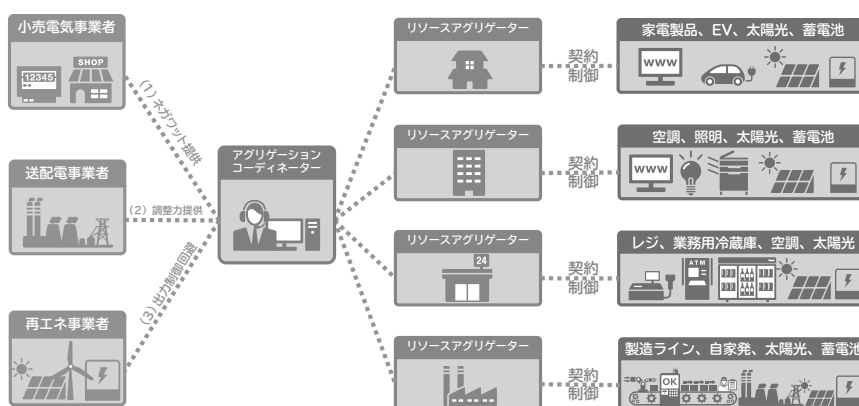 小売電気事業者
12345
SHOP
(1) ネガワット提供
送配電事業者
(2) 調整力提供
再エネ事業者
(3) 出力制御回避
アグリゲーション
コーディネーター
リソースアグリゲーター
契約
制御
家電製品、EV、太陽光、蓄電池
www
リソースアグリゲーター
契約
制御
空調、照明、太陽光、蓄電池
www
リソースアグリゲーター
24
契約
制御
レジ、業務用冷蔵庫、空調、太陽光
ATM
リソースアグリゲーター
契約
制御
製造ライン、自家発、太陽光、蓄電池
OK